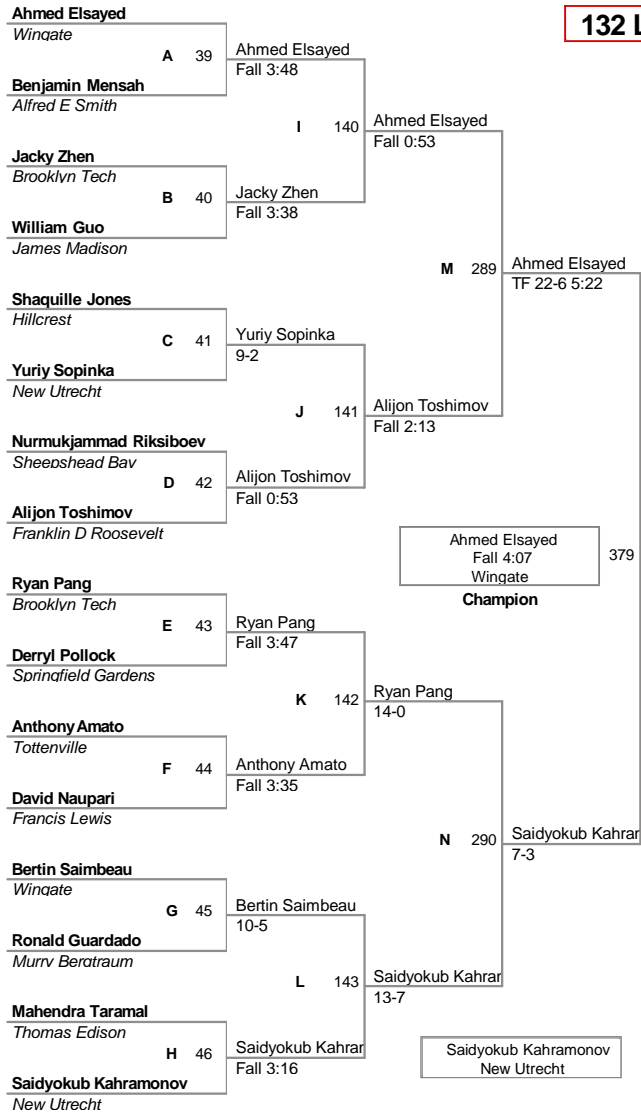 132 L
Ahmed Elsayed
Wingate
A 39
Ahmed Elsayed
Fall 3:48
Benjamin Mensah
Alfred E Smith
I 140
Ahmed Elsayed
Fall 0:53
Jacky Zhen
Brooklyn Tech
B 40
Jacky Zhen
Fall 3:38
William Guo
James Madison
M 289
Ahmed Elsayed
TF 22-6 5:22
Shaquille Jones
Hillcrest
C 41
Yuriy Sopinka
9-2
Yuriy Sopinka
New Utrecht
J 141
Alijon Toshimov
Fall 2:13
Nurmukjammad Riksiboev
Sheepshead Bay
D 42
Alijon Toshimov
Fall 0:53
Alijon Toshimov
Franklin D Roosevelt
Ahmed Elsayed
Fall 4:07
Wingate
379
Champion
Ryan Pang
Brooklyn Tech
E 43
Ryan Pang
Fall 3:47
Derryl Pollock
Springfield Gardens
K 142
Ryan Pang
14-0
Anthony Amato
Tottenville
F 44
Anthony Amato
Fall 3:35
David Naupari
Francis Lewis
N 290
Saidyokub Kahrar
7-3
Bertin Saimbeau
Wingate
G 45
Bertin Saimbeau
10-5
Ronald Guardado
Murry Bergtraum
L 143
Saidyokub Kahrar
13-7
Mahendra Taramal
Thomas Edison
H 46
Saidyokub Kahrar
Fall 3:16
Saidyokub Kahramonov
New Utrecht
Saidyokub Kahramonov
New Utrecht